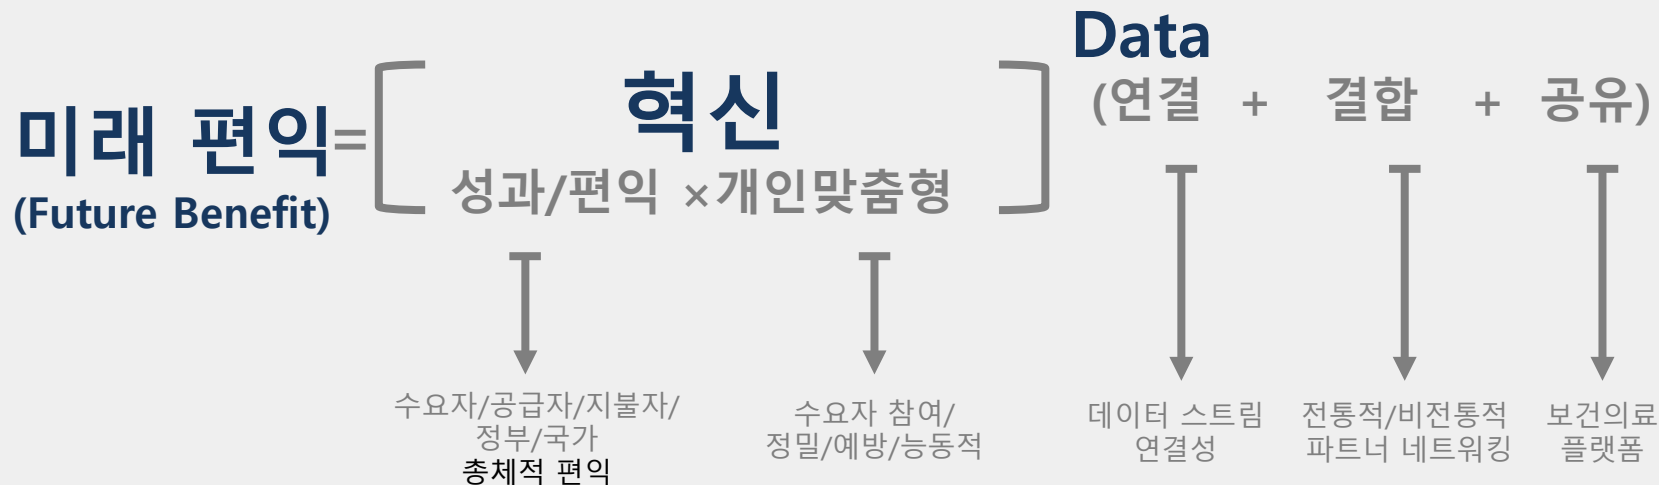 Data
미래 편익 = [혁신] (연결 + 결합 + 공유)
(Future Benefit)
성과/편익 ×개인맞춤형
수요자/공급자/지불자/
정부/국가
총체적 편익
수요자 참여/
정밀/예방/능동적
데이터 스트림
연결성
전통적/비전통적
파트너 네트워킹
보건의료
플랫폼